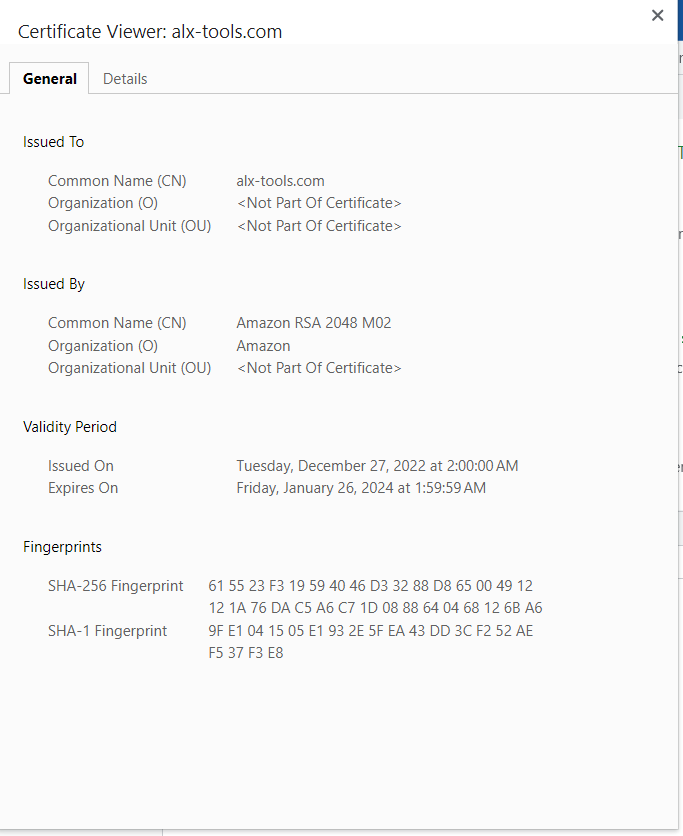 Certificate Viewer: alx-tools.com
General
Details
Issued To
Common Name (CN) alx-tools.com
Organization (O) <Not Part Of Certificate>
Organizational Unit (OU) <Not Part Of Certificate>
Issued By
Common Name (CN) Amazon RSA 2048 M02
Organization (O) Amazon
Organizational Unit (OU) <Not Part Of Certificate>
Validity Period
Issued On Tuesday, December 27, 2022 at 2:00:00 AM
Expires On Friday, January 26, 2024 at 1:59:59 AM
Fingerprints
SHA-256 Fingerprint 61 55 23 F3 19 59 40 46 D3 32 88 D8 65 00 49 12
12 1A 76 DA C5 A6 C7 1D 08 88 64 04 68 12 6B A6
SHA-1 Fingerprint 9F E1 04 15 05 E1 93 2E 5F EA 43 DD 3C F2 52 AE
F5 37 F3 E8